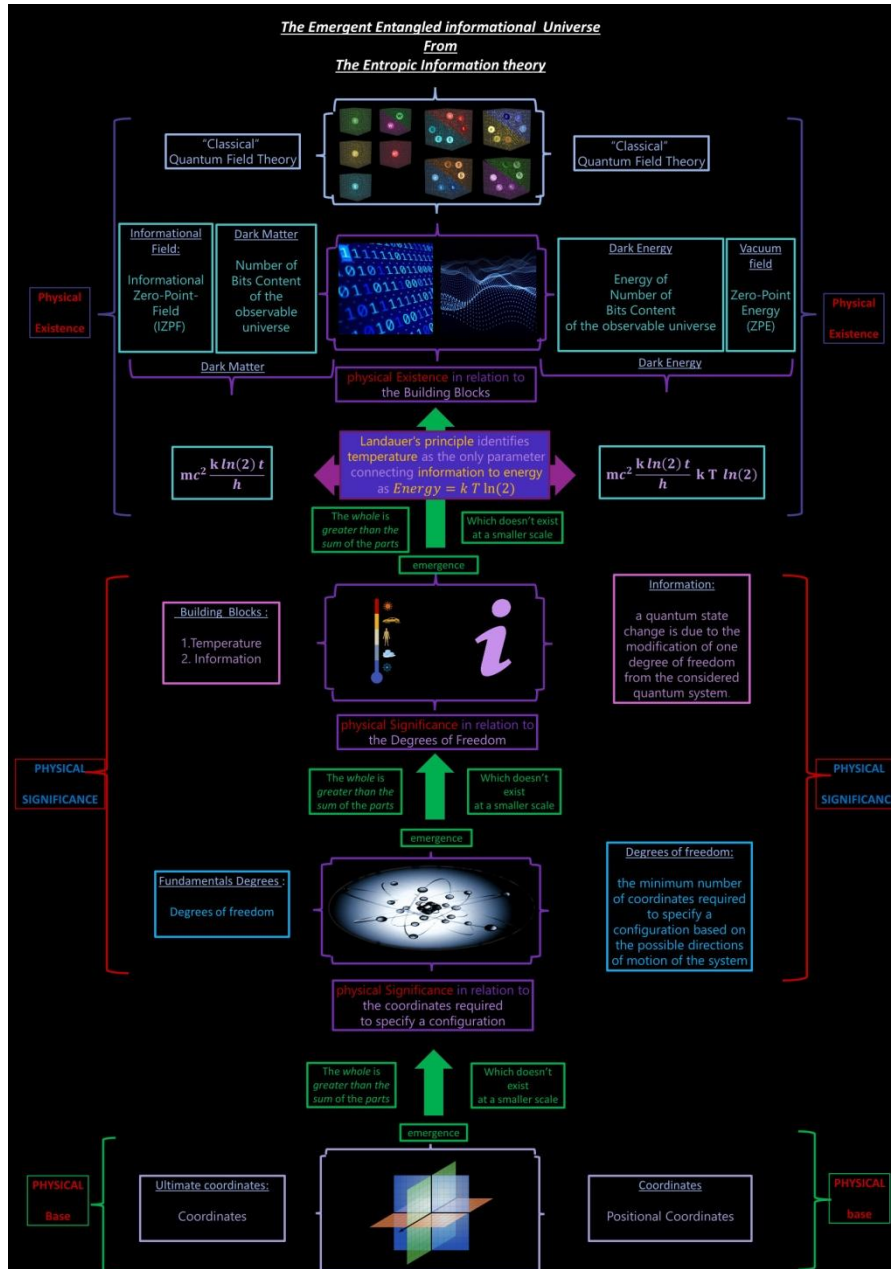 The Emergent Entangled informational Universe
From
The Entropic Information theory
"Classical"
Quantum Field Theory
"Classical"
Quantum Field Theory
Informational
Field:
Informational
Zero-Point-
Field
(IZPF)
Dark Matter
Number of
Bits Content
of the
observable
universe
Dark Energy
Energy of
Number of
Bits Content
of the observable universe
Vacuum
field
Zero-Point
Energy
(ZPE)
Physical
Existence
Physical
Existence
Dark Matter
Dark Energy
physical Existence in relation to
the Building Blocks
mc² k ln(2) t / h
Landauer's principle identifies
temperature as the only parameter
connecting information to energy
as Energy = k T ln(2)
mc² k ln(2) t / h k T ln(2)
The whole is
greater than the
sum of the parts
Which doesn't exist
at a smaller scale
emergence
Building Blocks :
1.Temperature
2. Information
i
Information:
a quantum state
change is due to the
modification of one
degree of freedom
from the considered
quantum system.
physical Significance in relation to
the Degrees of Freedom
PHYSICAL
SIGNIFICANCE
PHYSICAL
SIGNIFICANC
The whole is
greater than the
sum of the parts
Which doesn't
exist
at a smaller scale
emergence
Fundamentals Degrees :
Degrees of freedom
Degrees of freedom:
the minimum number
of coordinates required
to specify a
configuration based on
the possible directions
of motion of the system
physical Significance in relation to
the coordinates required
to specify a configuration
The whole is
greater than the
sum of the parts
Which doesn't exist
at a smaller scale
emergence
PHYSICAL
Base
Ultimate coordinates:
Coordinates
Coordinates
Positional Coordinates
PHYSICAL
base